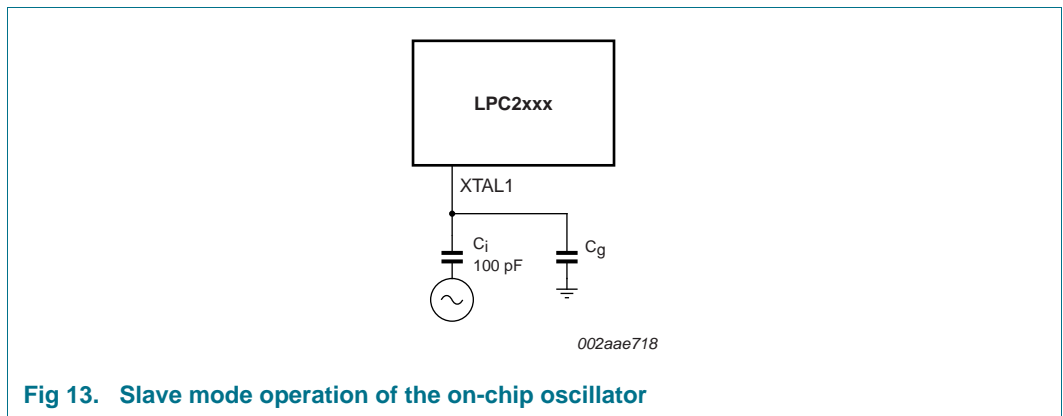 LPC2xxx
XTAL1
Ci
100 pF
Cg
002aae718
Fig 13. Slave mode operation of the on-chip oscillator